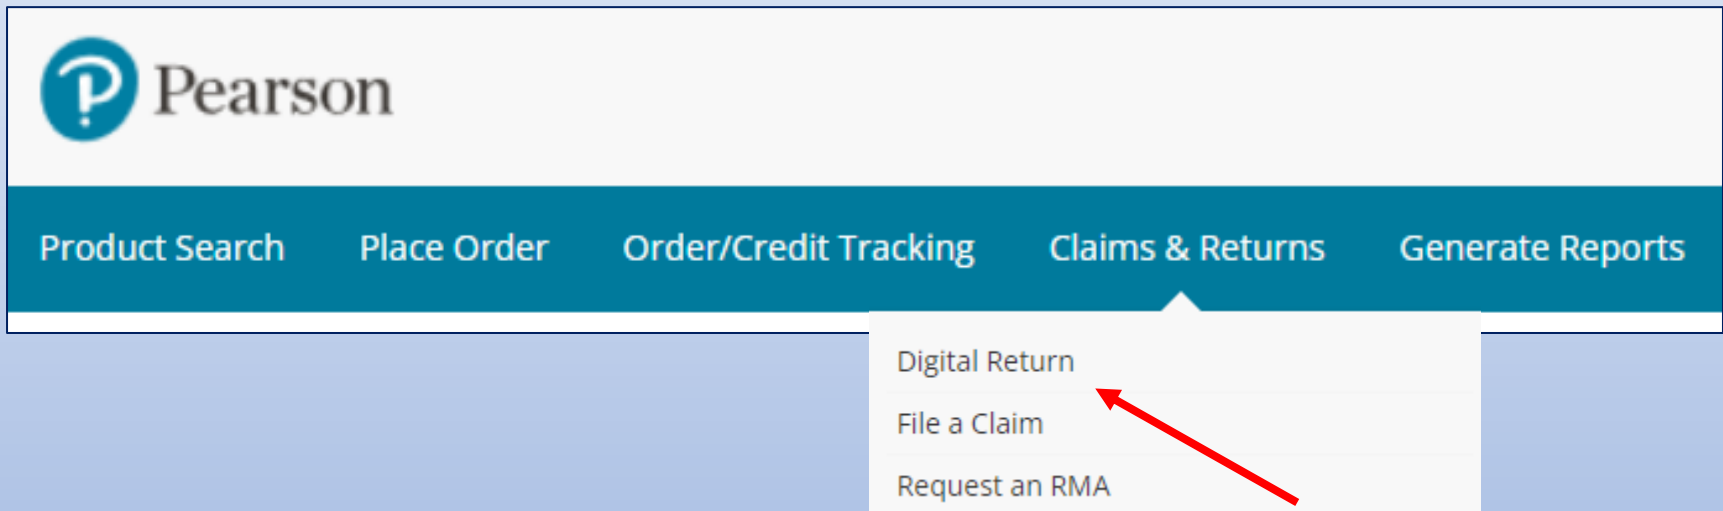 Pearson
Product Search Place Order Order/Credit Tracking Claims & Returns Generate Reports
Digital Return
File a Claim
Request an RMA